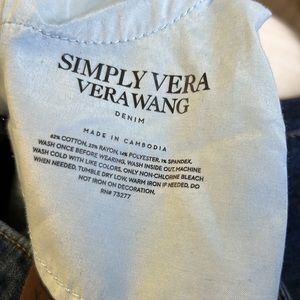 SIMPLY VERA
VERA WANG
DENIM
MADE IN CAMBODIA
62% COTTON, 22% RAYON, 14% POLYESTER, 2% SPANDEX.
WASH ONCE BEFORE WEARING. WASH INSIDE OUT, MACHINE
WASH COLD WITH LIKE COLORS, ONLY NON-CHLORINE BLEACH
WHEN NEEDED. TUMBLE DRY LOW, WARM IRON IF NEEDED, DO
NOT IRON ON DECORATION.
RN# 73277